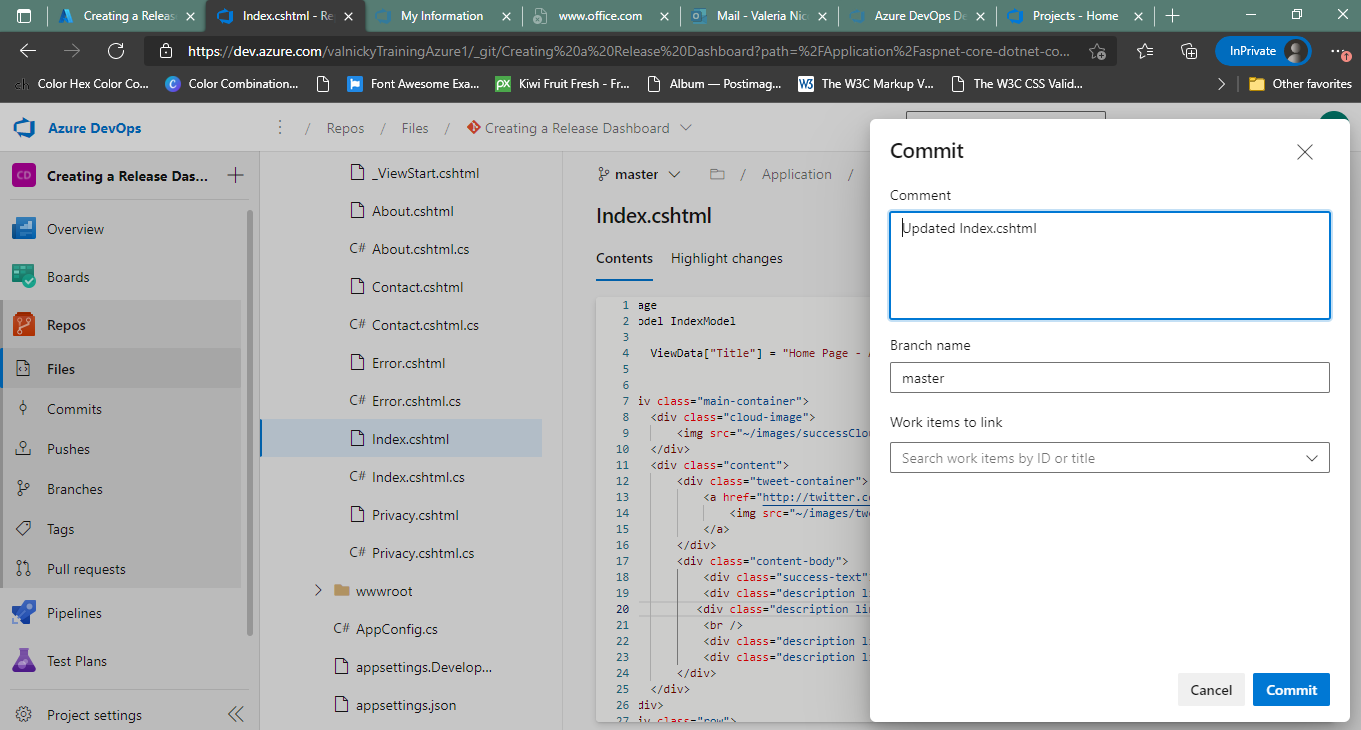 Creating a Releas
Index.cshtml - Re
My Information
www.office.com
Mail - Valeria Nic
Azure DevOps De
Projects - Home
https://dev.azure.com/valnickyTrainingAzure1/_git/Creating%20a%20Release%20Dashboard?path=%2FApplication%2Faspnet-core-dotnet-co...
InPrivate
Color Hex Color Co...
Color Combination...
Font Awesome Exa...
Kiwi Fruit Fresh - Fr...
Album — Postimag...
The W3C Markup V...
The W3C CSS Valid...
Other favorites
Azure DevOps
/ Repos / Files / Creating a Release Dashboard
CD Creating a Release Das...
Overview
Boards
Repos
Files
Commits
Pushes
Branches
Tags
Pull requests
Pipelines
Test Plans
Project settings
_ViewStart.cshtml
About.cshtml
C# About.cshtml.cs
Contact.cshtml
C# Contact.cshtml.cs
Error.cshtml
C# Error.cshtml.cs
Index.cshtml
C# Index.cshtml.cs
Privacy.cshtml
C# Privacy.cshtml.cs
wwwroot
C# AppConfig.cs
appsettings.Develop...
appsettings.json
master / Application /
Index.cshtml
Contents Highlight changes
1 age
2 odel IndexModel
3
4 ViewData["Title"] = "Home Page -
5
6
7 iv class="main-container">
8 <div class="cloud-image">
9 <img src="~/images/successClou
10 </div>
11 <div class="content">
12 <div class="tweet-container">
13 <a href="http://twitter.co
14 <img src="~/images/twe
15 </a>
16 </div>
17 <div class="content-body">
18 <div class="success-text"
19 <div class="description li
20 <div class="description lin
21 <br />
22 <div class="description li
23 <div class="description li
24 </div>
25 </div>
26 div>
27 iv class="row">
Commit
Comment
Updated Index.cshtml
Branch name
master
Work items to link
Search work items by ID or title
Cancel
Commit